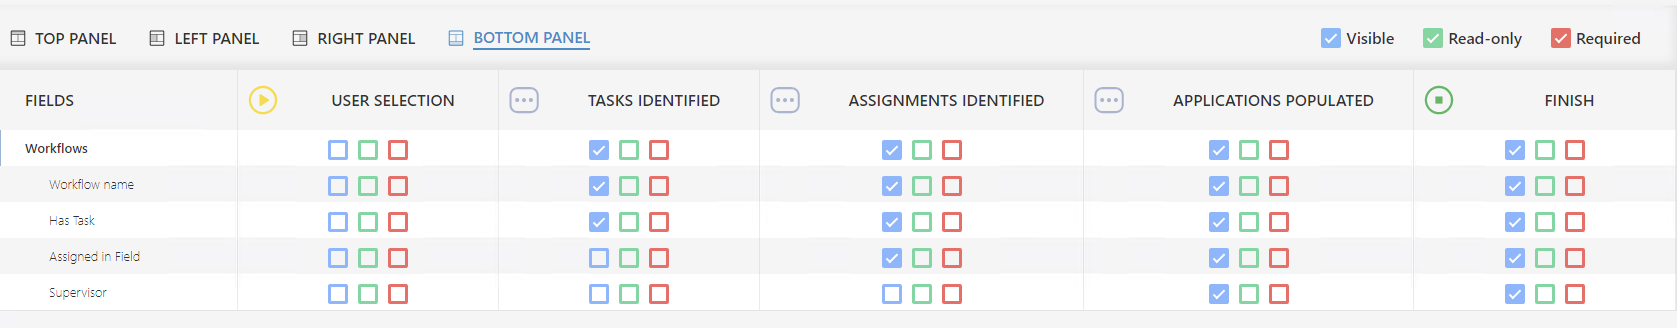 TOP PANEL LEFT PANEL RIGHT PANEL BOTTOM PANEL Visible Read-only Required
FIELDS USER SELECTION TASKS IDENTIFIED ASSIGNMENTS IDENTIFIED APPLICATIONS POPULATED FINISH
Workflows
Workflow name
Has Task
Assigned in Field
Supervisor